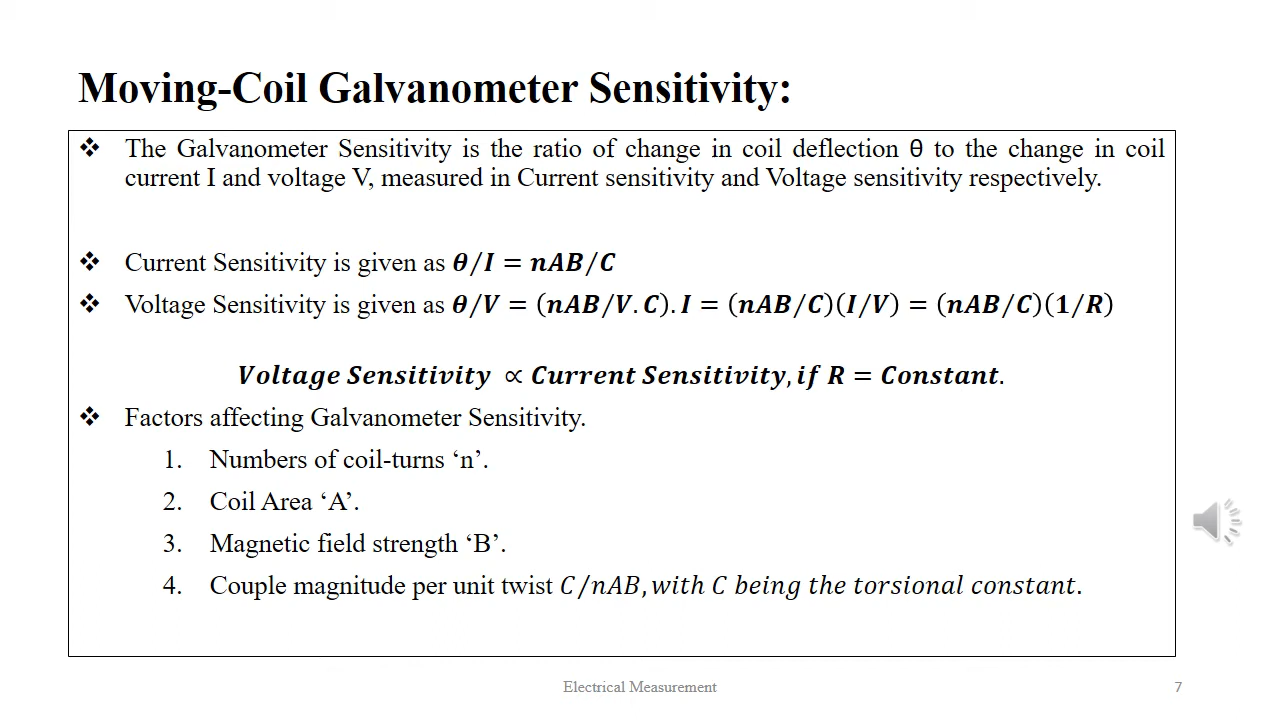 Moving-Coil Galvanometer Sensitivity:
❖ The Galvanometer Sensitivity is the ratio of change in coil deflection θ to the change in coil
current I and voltage V, measured in Current sensitivity and Voltage sensitivity respectively.
❖ Current Sensitivity is given as θ/I = nAB/C
❖ Voltage Sensitivity is given as θ/V = (nAB/V.C).I = (nAB/C)(I/V) = (nAB/C)(1/R)
Voltage Sensitivity ∝ Current Sensitivity, if R = Constant.
❖ Factors affecting Galvanometer Sensitivity.
1. Numbers of coil-turns ‘n’.
2. Coil Area ‘A’.
3. Magnetic field strength ‘B’.
4. Couple magnitude per unit twist C/nAB, with C being the torsional constant.
Electrical Measurement
7